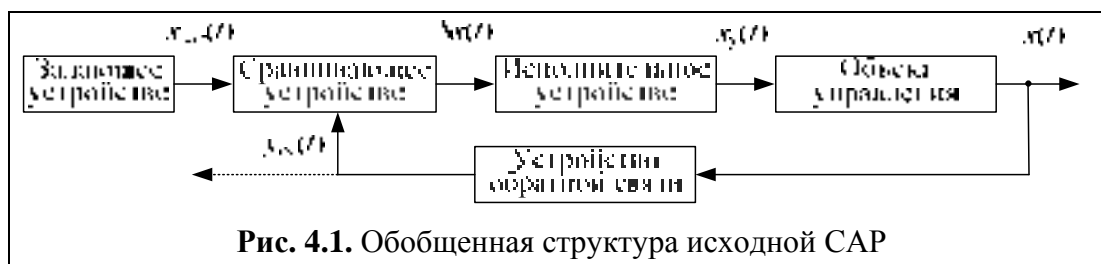 Задающее
устройство
Сравнивающее
устройство
Исполнительное
устройство
Объект
управления
Устройство
обратной связи
Рис. 4.1. Обобщенная структура исходной САР